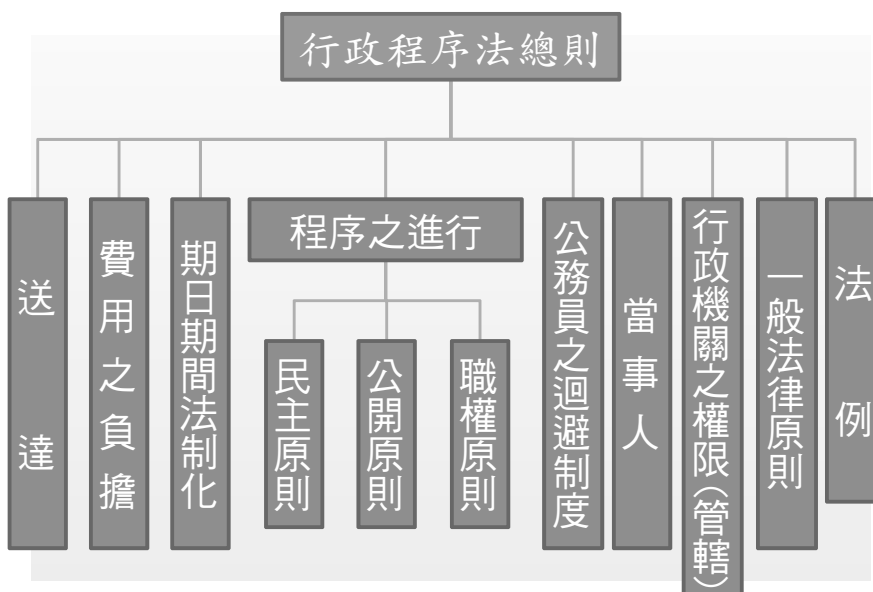 行政程序法總則
送達
費用之負擔
期日期間法制化
程序之進行
民主原則
公開原則
職權原則
公務員之迴避制度
當事人
行政機關之權限(管轄)
一般法律原則
法例